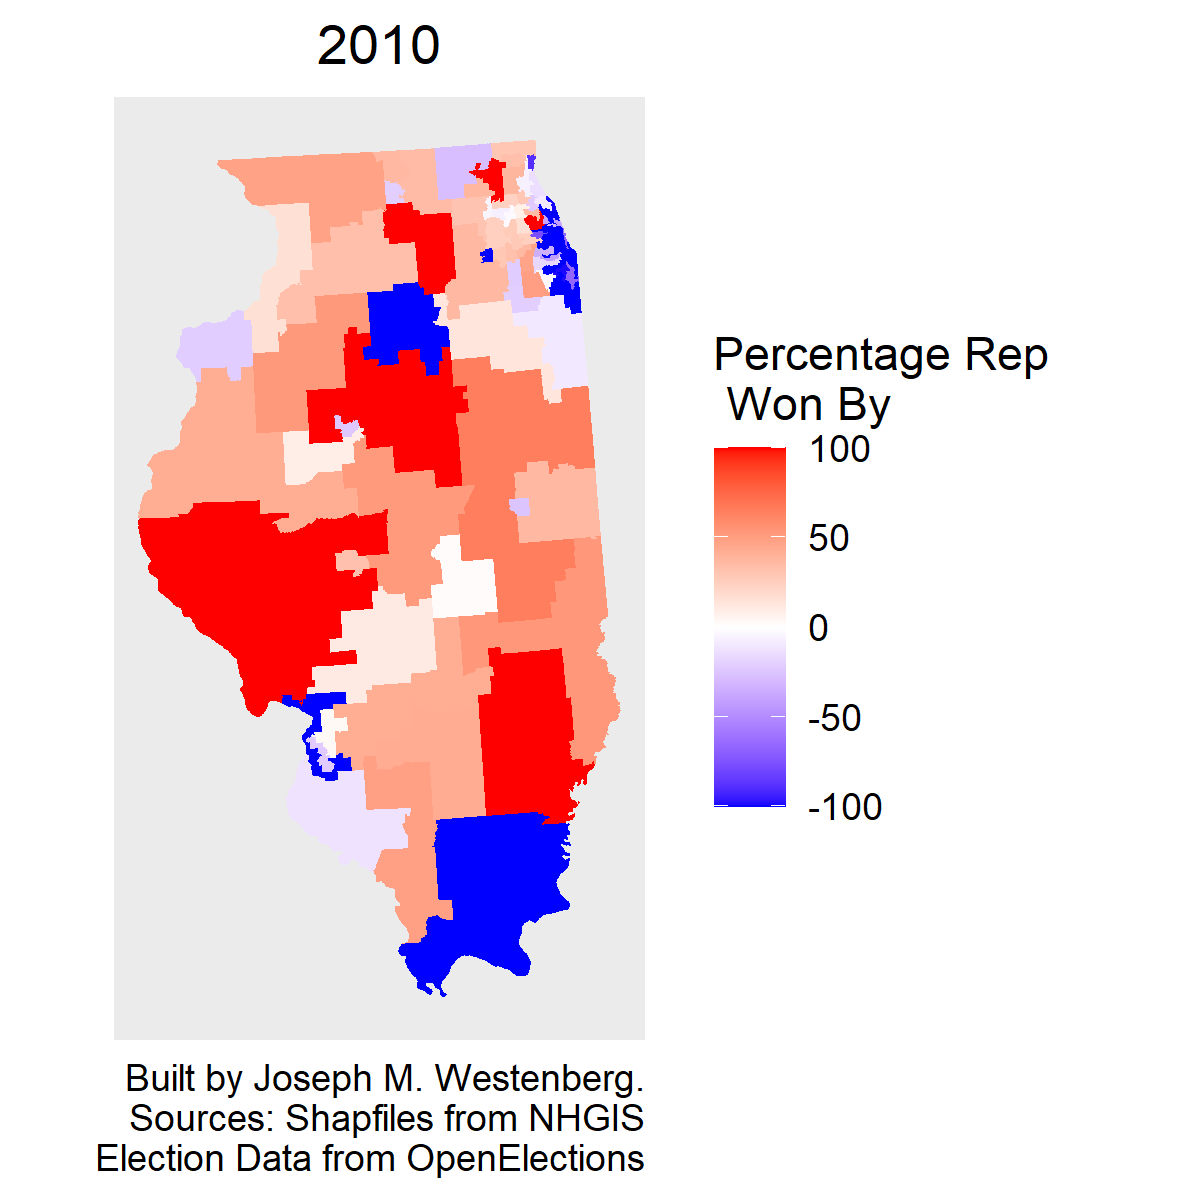 2010
Percentage Rep
Won By
100
50
0
-50
-100
Built by Joseph M. Westenberg.
Sources: Shapfiles from NHGIS
Election Data from OpenElections